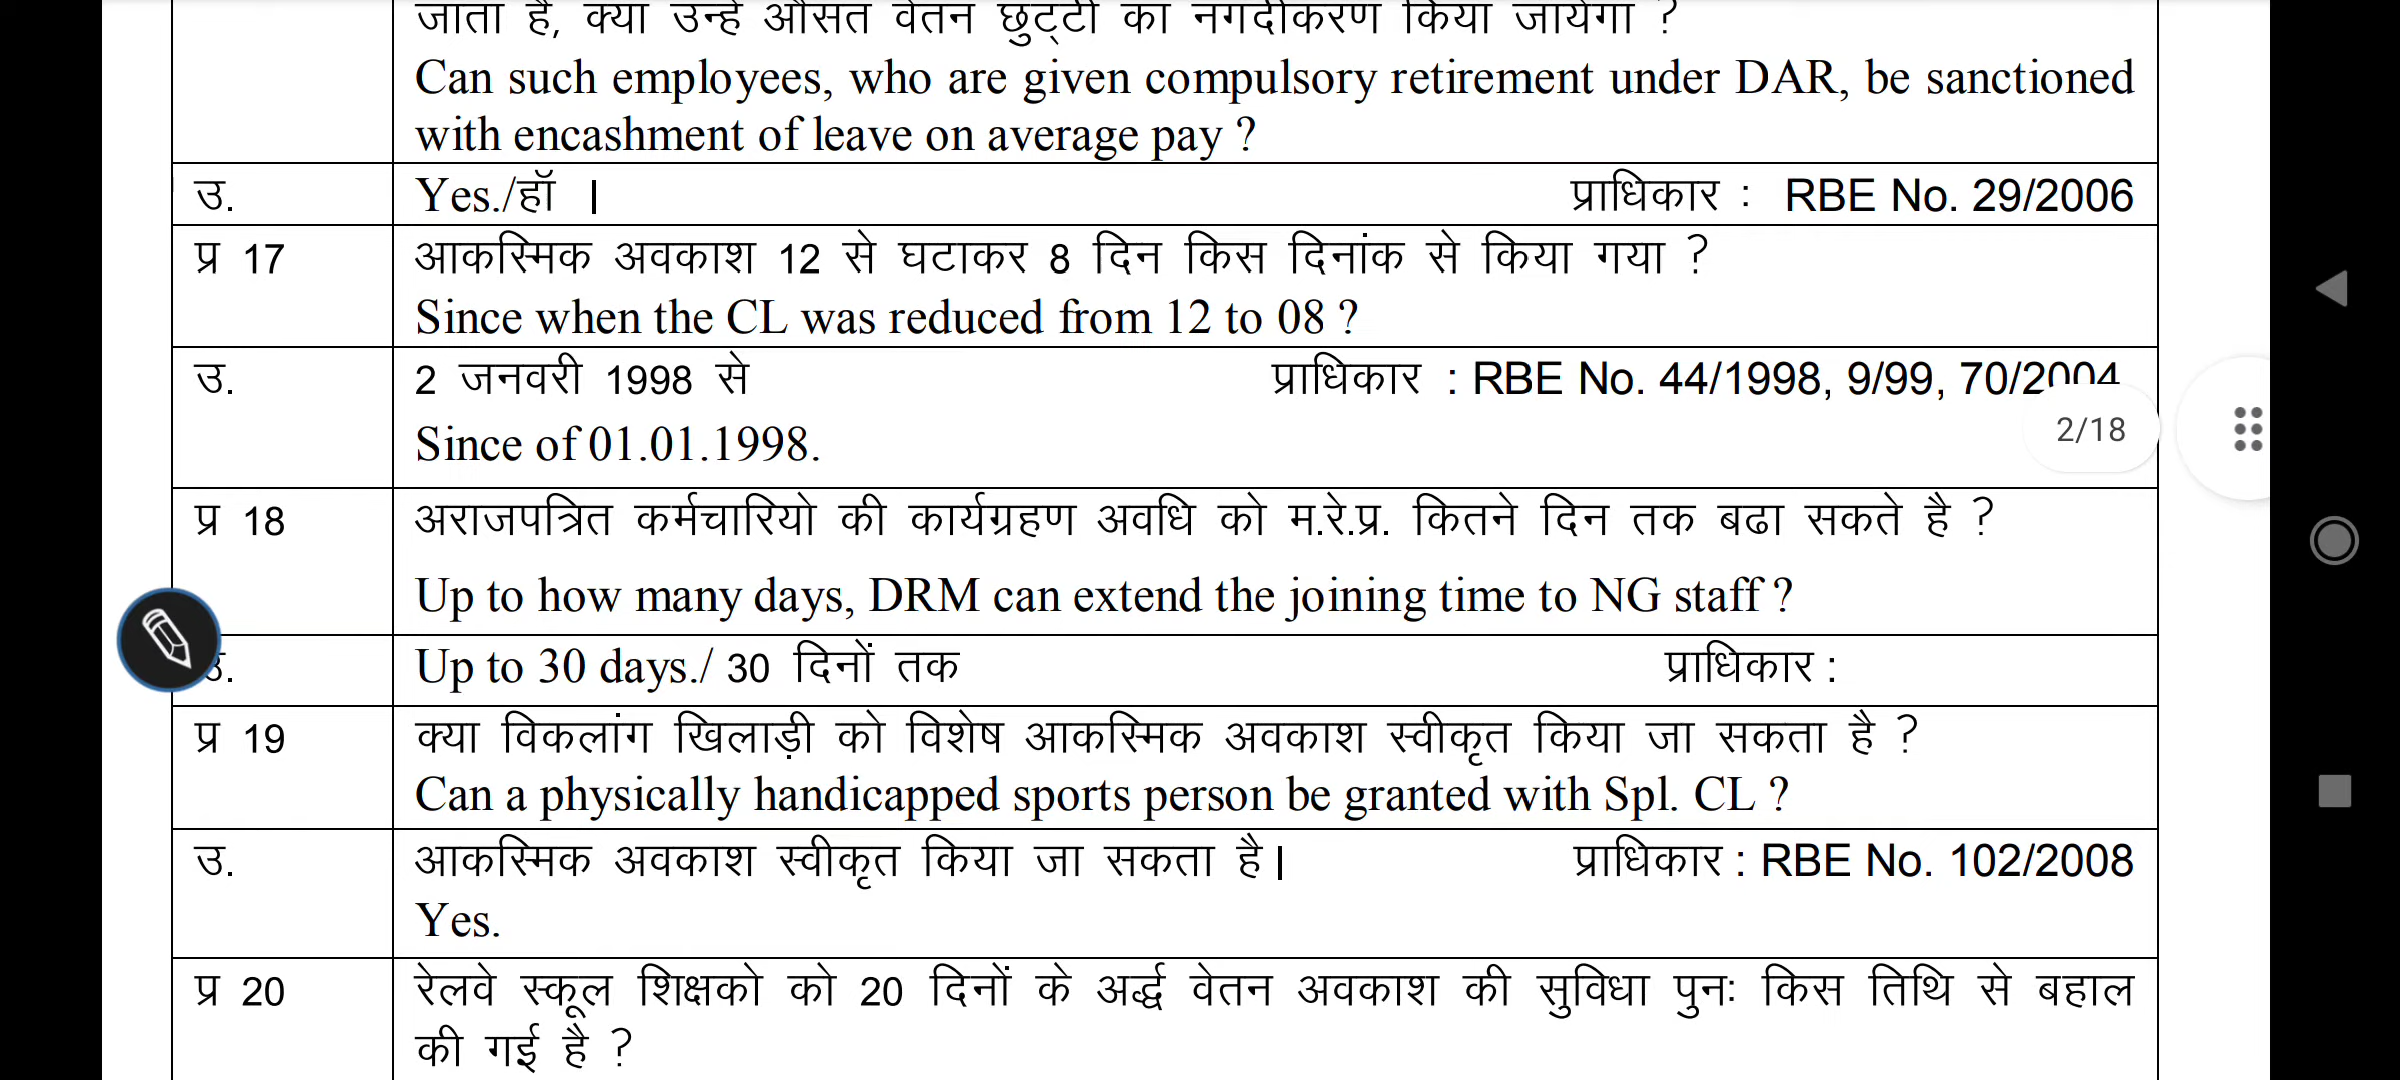 जाता है, क्या उन्हे औसत वेतन छुट्टी का नगदीकरण किया जायेगा ?
Can such employees, who are given compulsory retirement under DAR, be sanctioned
with encashment of leave on average pay ?
उ. Yes./हॉ । प्राधिकार : RBE No. 29/2006
प्र 17 आकस्मिक अवकाश 12 से घटाकर 8 दिन किस दिनांक से किया गया ?
Since when the CL was reduced from 12 to 08 ?
उ. 2 जनवरी 1998 से प्राधिकार : RBE No. 44/1998, 9/99, 70/2004
2/18
Since of 01.01.1998.
प्र 18 अराजपत्रित कर्मचारियो की कार्यग्रहण अवधि को म.रे.प्र. कितने दिन तक बढा सकते है ?
Up to how many days, DRM can extend the joining time to NG staff ?
उ. Up to 30 days./ 30 दिनों तक प्राधिकार :
प्र 19 क्या विकलांग खिलाड़ी को विशेष आकस्मिक अवकाश स्वीकृत किया जा सकता है ?
Can a physically handicapped sports person be granted with Spl. CL ?
उ. आकस्मिक अवकाश स्वीकृत किया जा सकता है। प्राधिकार : RBE No. 102/2008
Yes.
प्र 20 रेलवे स्कूल शिक्षको को 20 दिनों के अर्द्ध वेतन अवकाश की सुविधा पुनः किस तिथि से बहाल
की गई है ?